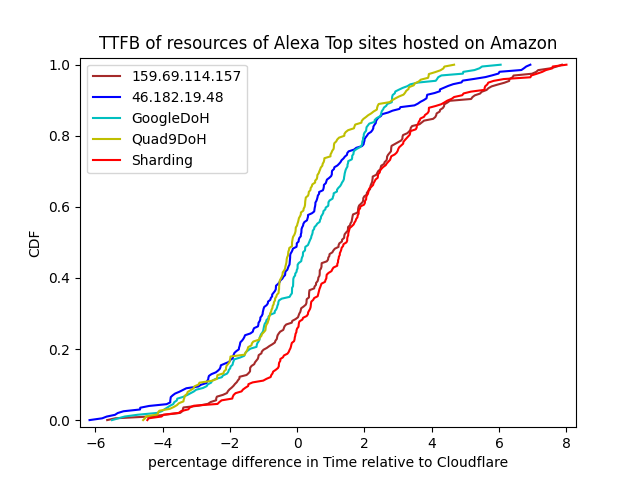 TTFB of resources of Alexa Top sites hosted on Amazon
1.0
0.8
0.6
0.4
0.2
0.0
CDF
159.69.114.157
46.182.19.48
GoogleDoH
Quad9DoH
Sharding
−6 −4 −2 0 2 4 6 8
percentage difference in Time relative to Cloudflare